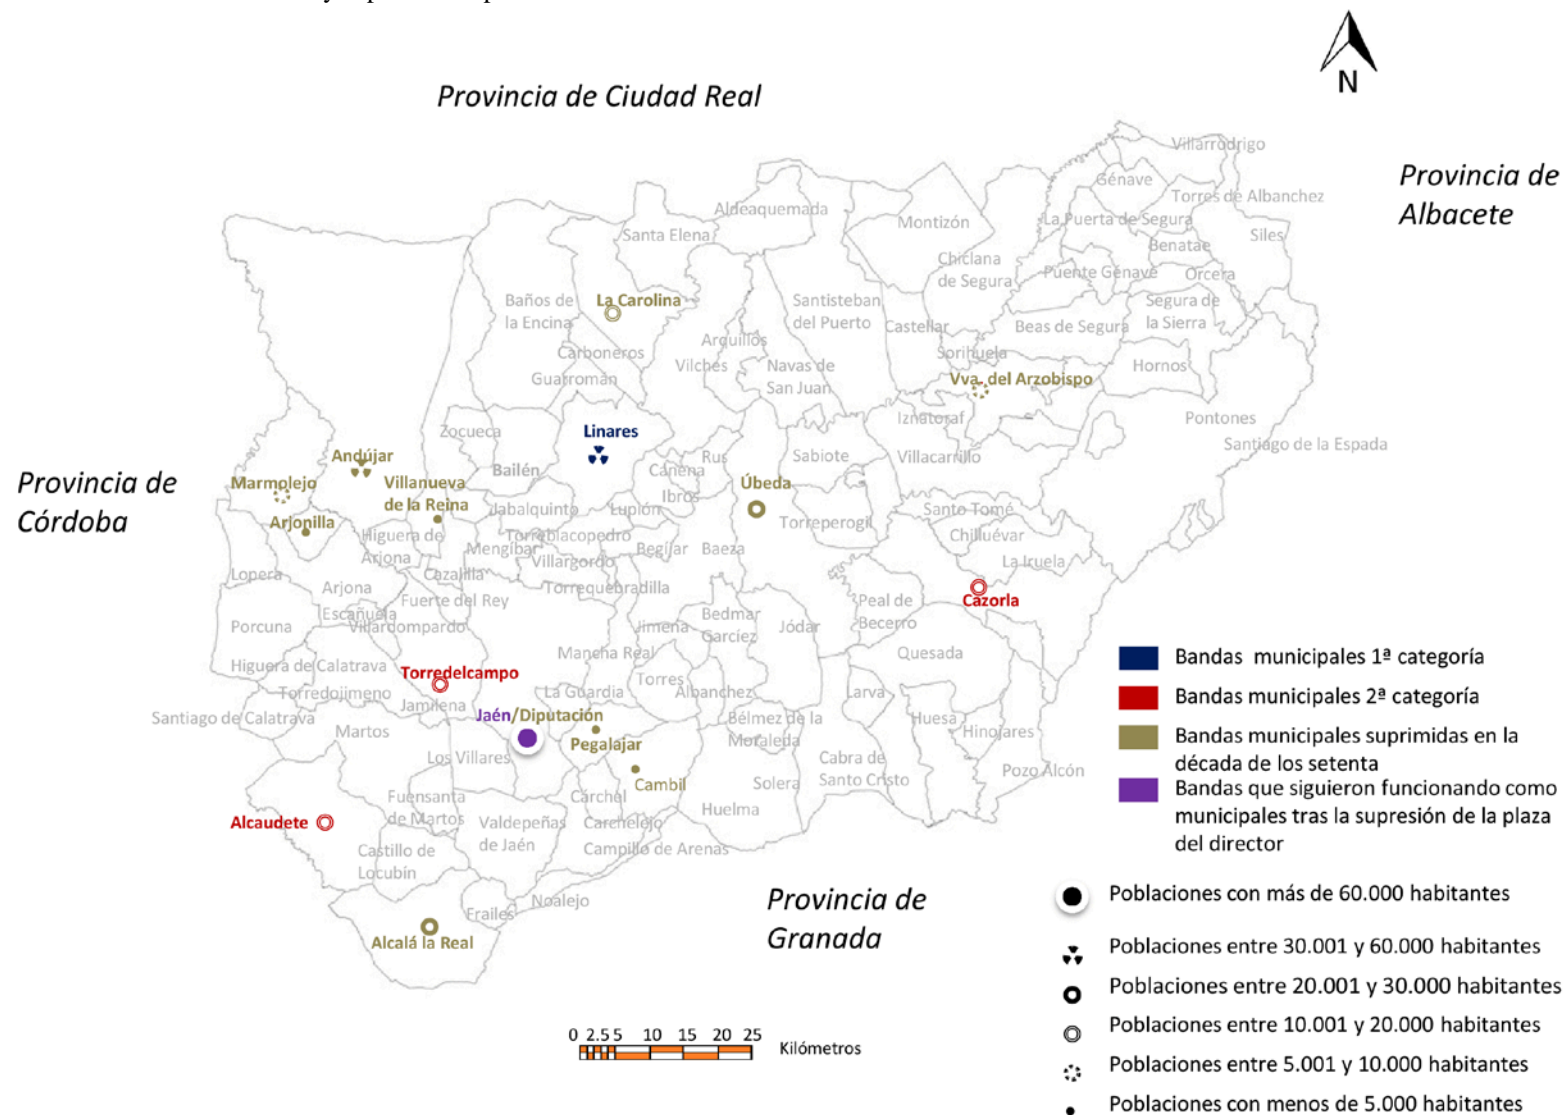 Provincia de Ciudad Real
N
Provincia de
Albacete
Villarrodrigo
Génave
Torres de Albanchez
Aldeaquemada
Montizón
La Puerta de Segura
Santa Elena
Siles
Benatae
Chiclana
de Segura
Puente Génave
Orcera
Baños de
la Encina
La Carolina
Santisteban
del Puerto
Segura de
la Sierra
Castellar
Beas de Segura
Arquillos
Carboneros
Sorihuela
Vilches
Navas de
San Juan
Hornos
Guarromán
Vva. del Arzobispo
Iznatoraf
Pontones
Linares
Zocueca
Santiago de la Espada
Andújar
Rus
Sabiote
Villacarrillo
Bailén
Canena
Provincia de
Córdoba
Marmolejo
Villanueva
de la Reina
Úbeda
Ibros
Jabalquinto
Lupión
Santo Tomé
Arjonilla
Torreperogil
Higuera de
Arjona
Torreblacopedro
Chilluévar
Mengíbar
Begíjar
Baeza
Villargordo
La Iruela
Lopera
Cazalilla
Arjona
Torrequebradilla
Fuerte del Rey
Cazorla
Peal de
Becerro
Escañuela
Bedmar
Garcíez
Porcuna
Villardompardo
Jimena
Jódar
Mancha Real
Quesada
Higuera de Calatrava
Torredelcampo
Torres
Torredojimeno
La Guardia
Albanchez
Larva
Jamilena
Santiago de Calatrava
Jaén/Diputación
Bélmez de la
Moraleda
Huesa
Martos
Hinojares
Pegalajar
Los Villares
Cabra de
Santo Cristo
Pozo Alcón
Cambil
Solera
Fuensanta
de Martos
Cárchel
Huelma
Alcaudete
Valdepeñas
de Jaén
Carchelejo
Castillo de
Locubín
Campillo de Arenas
Noalejo
Frailes
Alcalá la Real
Provincia de
Granada
Bandas municipales 1ª categoría
Bandas municipales 2ª categoría
Bandas municipales suprimidas en la
década de los setenta
Bandas que siguieron funcionando como
municipales tras la supresión de la plaza
del director
Poblaciones con más de 60.000 habitantes
Poblaciones entre 30.001 y 60.000 habitantes
Poblaciones entre 20.001 y 30.000 habitantes
Poblaciones entre 10.001 y 20.000 habitantes
Poblaciones entre 5.001 y 10.000 habitantes
Poblaciones con menos de 5.000 habitantes
0 2.5 5 10 15 20 25
Kilómetros